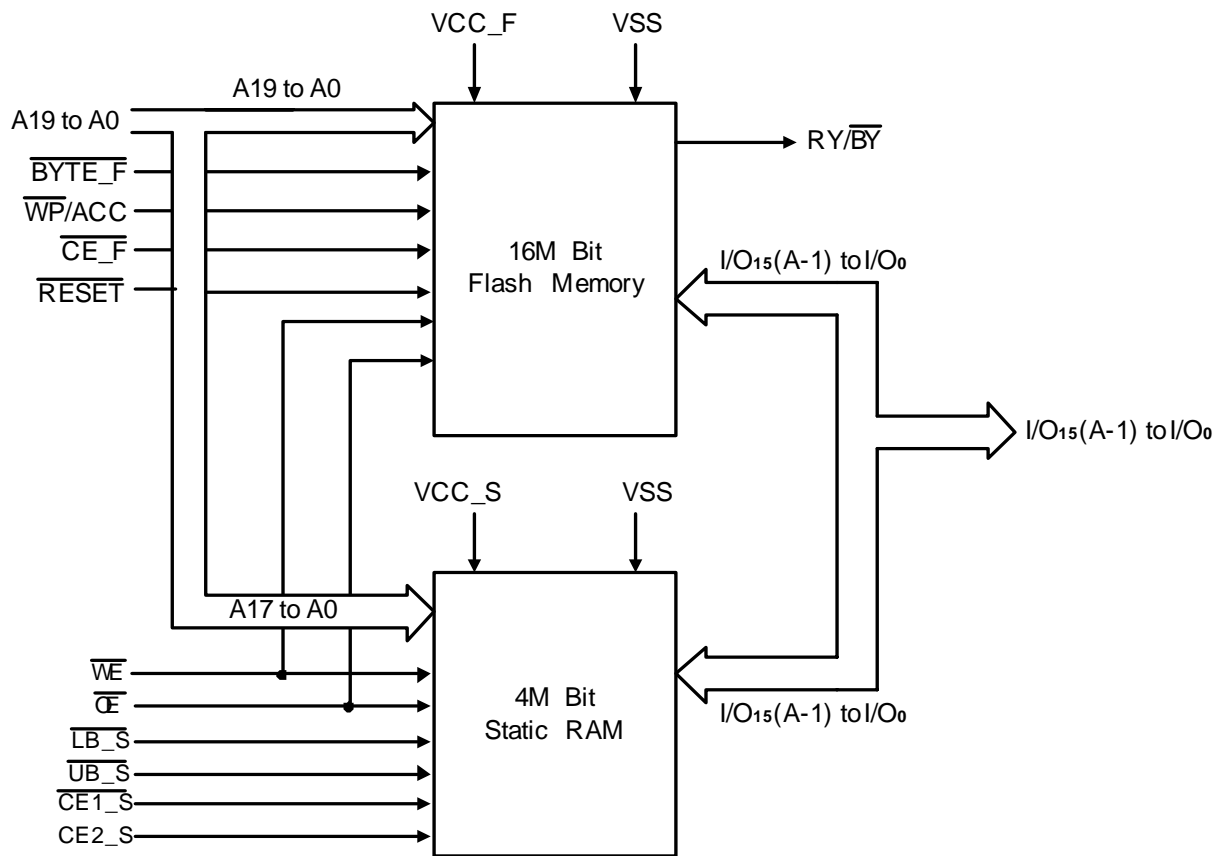 VCC_F
VSS
A19 to A0
A19 to A0
BYTE_F
WP/ACC
CE_F
RESET
RY/BY
16M Bit
Flash Memory
I/O15(A-1) to I/O0
I/O15(A-1) to I/O0
VCC_S
VSS
A17 to A0
WE
OE
LB_S
UB_S
CE1_S
CE2_S
4M Bit
Static RAM
I/O15(A-1) to I/O0